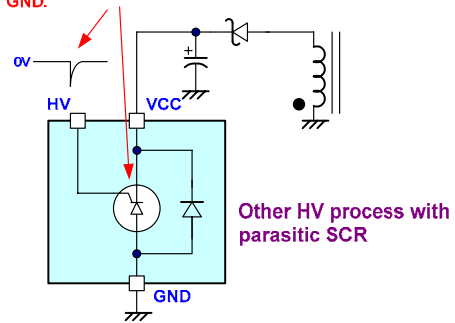 GND.
0V
HV
VCC
+
Other HV process with
parasitic SCR
GND